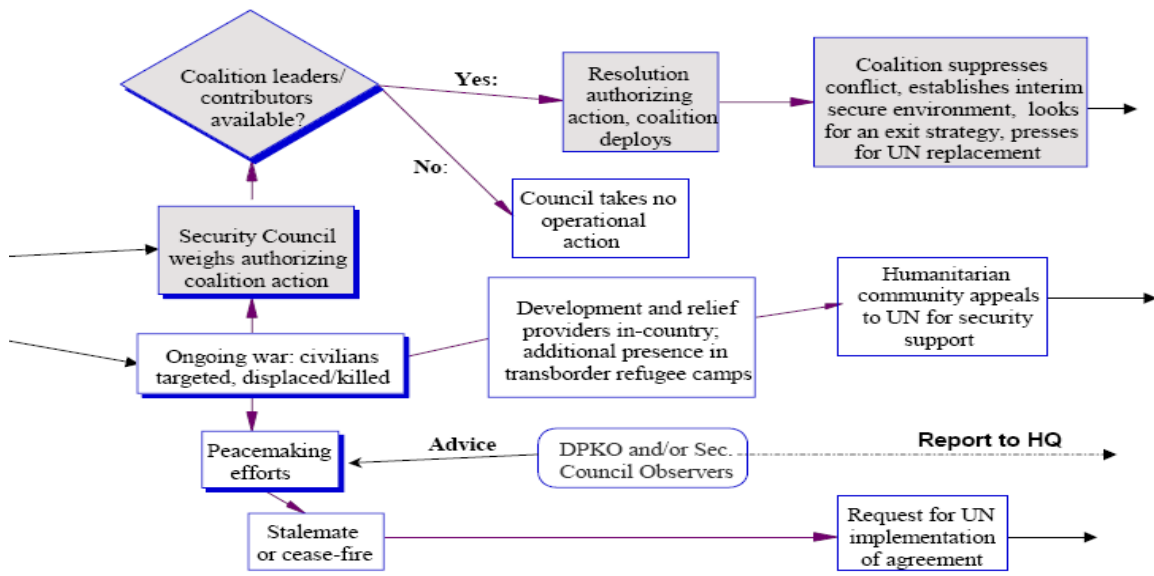 Coalition leaders/
contributors
available?
Yes:
No:
Resolution
authorizing
action, coalition
deploys
Coalition suppresses
conflict, establishes interim
secure environment, looks
for an exit strategy, presses
for UN replacement
Council takes no
operational
action
Security Council
weighs authorizing
coalition action
Ongoing war: civilians
targeted, displaced/killed
Development and relief
providers in-country;
additional presence in
transborder refugee camps
Humanitarian
community appeals
to UN for security
support
Peacemaking
efforts
Advice
DPKO and/or Sec.
Council Observers
Report to HQ
Stalemate
or cease-fire
Request for UN
implementation
of agreement